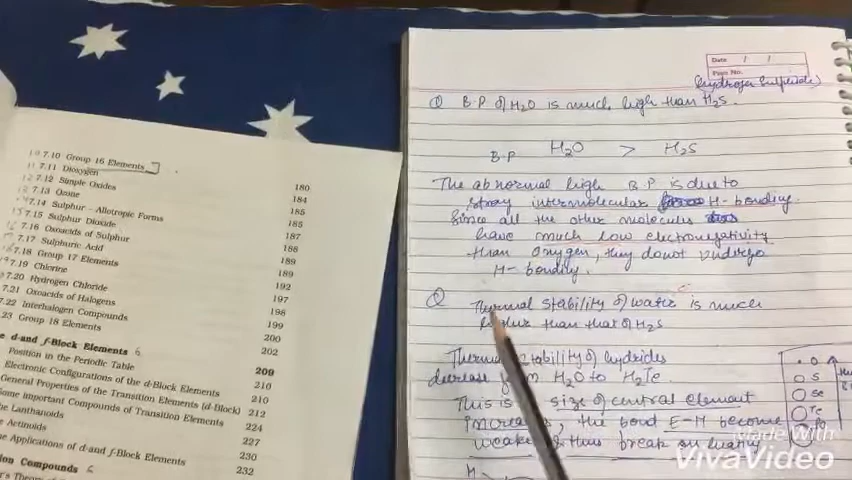 7.10 Group 16 Elements
7.11 Dioxygen 180
7.12 Simple Oxides 184
7.13 Ozone 185
7.14 Sulphur - Allotropic Forms 185
7.15 Sulphur Dioxide 187
7.16 Oxoacids of Sulphur 188
7.17 Sulphuric Acid 189
7.18 Group 17 Elements 189
7.19 Chlorine 192
7.20 Hydrogen Chloride 197
7.21 Oxoacids of Halogens 198
7.22 Interhalogen Compounds 199
.23 Group 18 Elements 200
d and f-Block Elements 6 202
Position in the Periodic Table 209
Electronic Configurations of the d-Block Elements 210
General Properties of the Transition Elements (d-Block) 210
ome important Compounds of Transition Elements 212
he Lanthanoids 224
e Actinoids 227
e Applications of d-and f-Block Elements 230
ion Compounds 6 232
Date / /
Page No.
(hydrogen sulphide)
Q B.P of H2O is much high than H2S.
B.P H2O > H2S
The abnormal high B.P is due to
strong intermolecular H-bonding.
Since all the other molecules
have much low electronegativity
than oxygen, they donot undergo
H-bonding.
Q Thermal Stability of water is much
than that of H2S
Thermal stability of hydrides
decrease from H2O to H2Te.
This is size of central element
increases, the bond E-H become
weaker & thus break on heating
O
S
Se
Te
H
Made With
VivaVideo